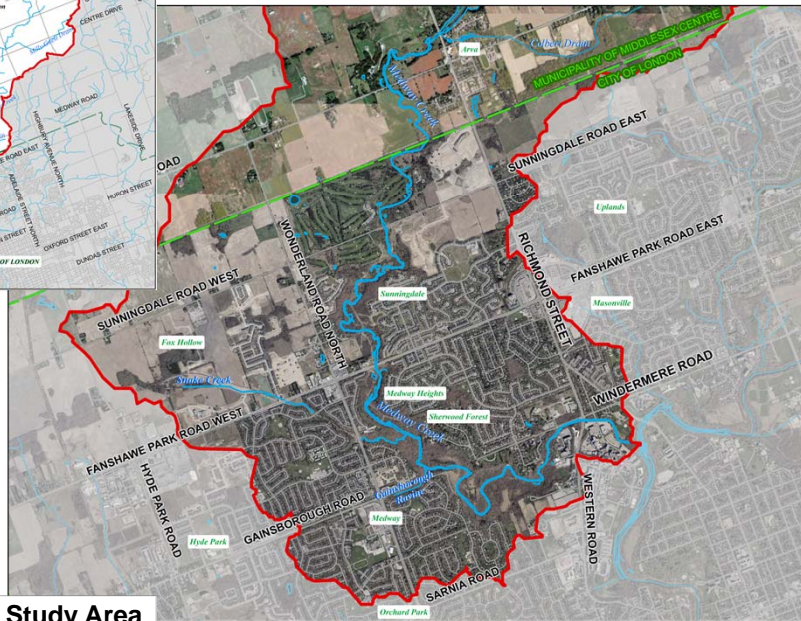 CENTRE DRIVE
MEDWAY ROAD
LAKESIDE DRIVE
HIGHBURY AVENUE NORTH
ROAD EAST
ADELAIDE STREET NORTH
HURON STREET
ROAD
STREET
OXFORD STREET EAST
DUNDAS STREET
OF LONDON
Arva
Colbert Drain
Medway Creek
MUNICIPALITY OF MIDDLESEX CENTRE
CITY OF LONDON
ROAD
SUNNINGDALE ROAD EAST
Uplands
WONDERLAND ROAD NORTH
RICHMOND STREET
FANSHAWE PARK ROAD EAST
SUNNINGDALE ROAD WEST
Sunningdale
Masonville
Fox Hollow
Snake Creek
Medway Heights
WINDERMERE ROAD
Medway Creek
Sherwood Forest
FANSHAWE PARK ROAD WEST
HYDE PARK ROAD
Gainsborough
Ravine
GAINSBOROUGH ROAD
Medway
WESTERN ROAD
Hyde Park
SARNIA ROAD
Orchard Park
Study Area